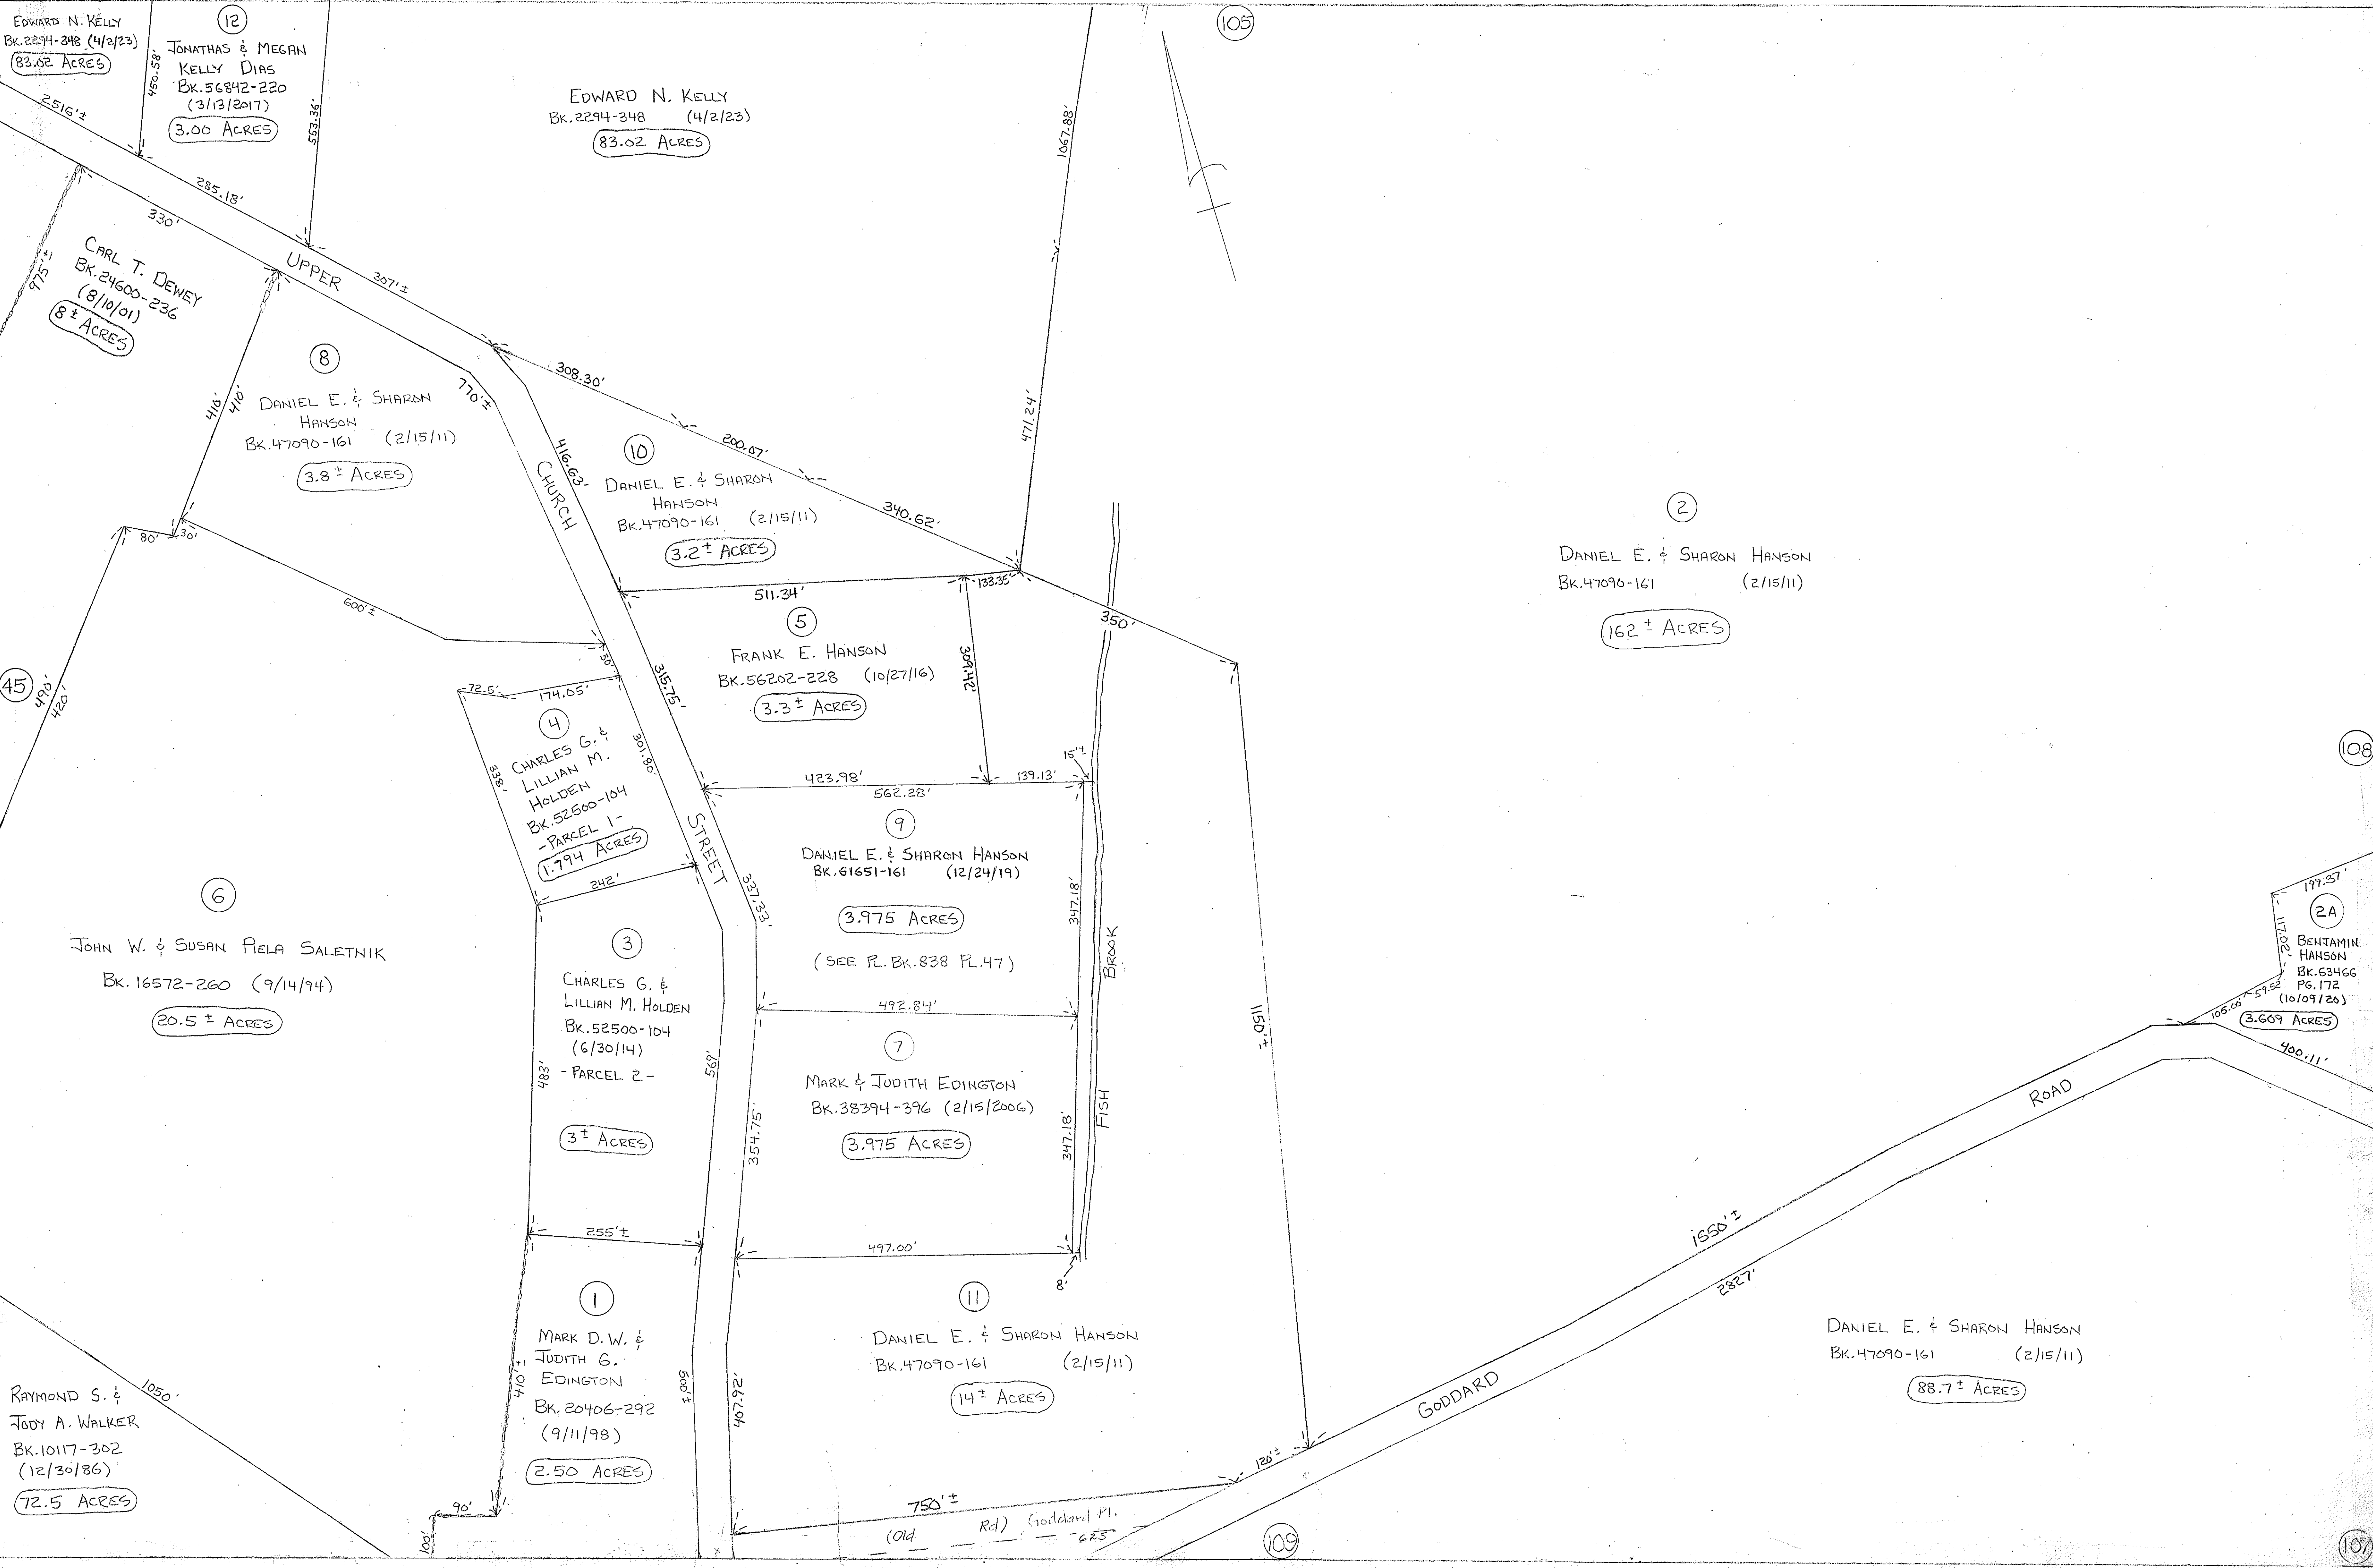 EDWARD N. KELLY
BK.2294-348 (4/2/23)
83.02 ACRES
2516'±
450.58'
12
JONATHAS & MEGAN
KELLY DIAS
BK.56842-220
(3/13/2017)
3.00 ACRES
553.36'
285.18'
EDWARD N. KELLY
BK.2294-348 (4/2/23)
83.02 ACRES
1067.88'
105
330'
975'±
CARL T. DEWEY
BK.24600-236
(8/10/01)
8± ACRES
UPPER
307'±
410'
410'
8
DANIEL E. & SHARON
HANSON
BK.47090-161 (2/15/11)
3.8± ACRES
770'±
308.30'
200.07'
340.62'
471.24'
416.63'
CHURCH
10
DANIEL E. & SHARON
HANSON
BK.47090-161 (2/15/11)
3.2± ACRES
80'
30'
600'±
50'
511.34'
133.35'
350'
5
FRANK E. HANSON
BK.56202-228 (10/27/16)
3.3± ACRES
309.42'
315.75'
2
DANIEL E. & SHARON HANSON
BK.47090-161 (2/15/11)
162± ACRES
45
490'
420'
72.5'
174.05'
4
CHARLES G. &
LILLIAN M.
HOLDEN
BK.52500-104
-PARCEL 1-
1.794 ACRES
338'
301.80'
242'
STREET
423.98'
139.13'
15'±
562.28'
9
DANIEL E. & SHARON HANSON
BK.61651-161 (12/24/19)
3.975 ACRES
(SEE PL.BK.838 PL.47)
337.33'
347.18'
492.84'
BROOK
FISH
108
199.37'
2A
117.02'
BENJAMIN
HANSON
BK.63466
PG.172
(10/09/20)
3.609 ACRES
105.00'
59.52'
400.11'
6
JOHN W. & SUSAN PIELA SALETNIK
BK.16572-260 (9/14/94)
20.5± ACRES
3
CHARLES G. &
LILLIAN M. HOLDEN
BK.52500-104
(6/30/14)
-PARCEL 2-
3± ACRES
483'
569'
255'±
7
MARK & JUDITH EDINGTON
BK.38394-396 (2/15/2006)
3.975 ACRES
354.75'
347.18'
497.00'
8'
1150'±
ROAD
1550'±
2827'
GODDARD
1
MARK D.W. &
JUDITH G.
EDINGTON
BK.20406-292
(9/11/98)
2.50 ACRES
410'±
500'±
407.92'
11
DANIEL E. & SHARON HANSON
BK.47090-161 (2/15/11)
14± ACRES
DANIEL E. & SHARON HANSON
BK.47090-161 (2/15/11)
88.7± ACRES
1050'
RAYMOND S. &
JODY A. WALKER
BK.10117-302
(12/30/86)
72.5 ACRES
90'
100'
120'±
750'±
(Old Rd) Goddard Pl.
625
109
107